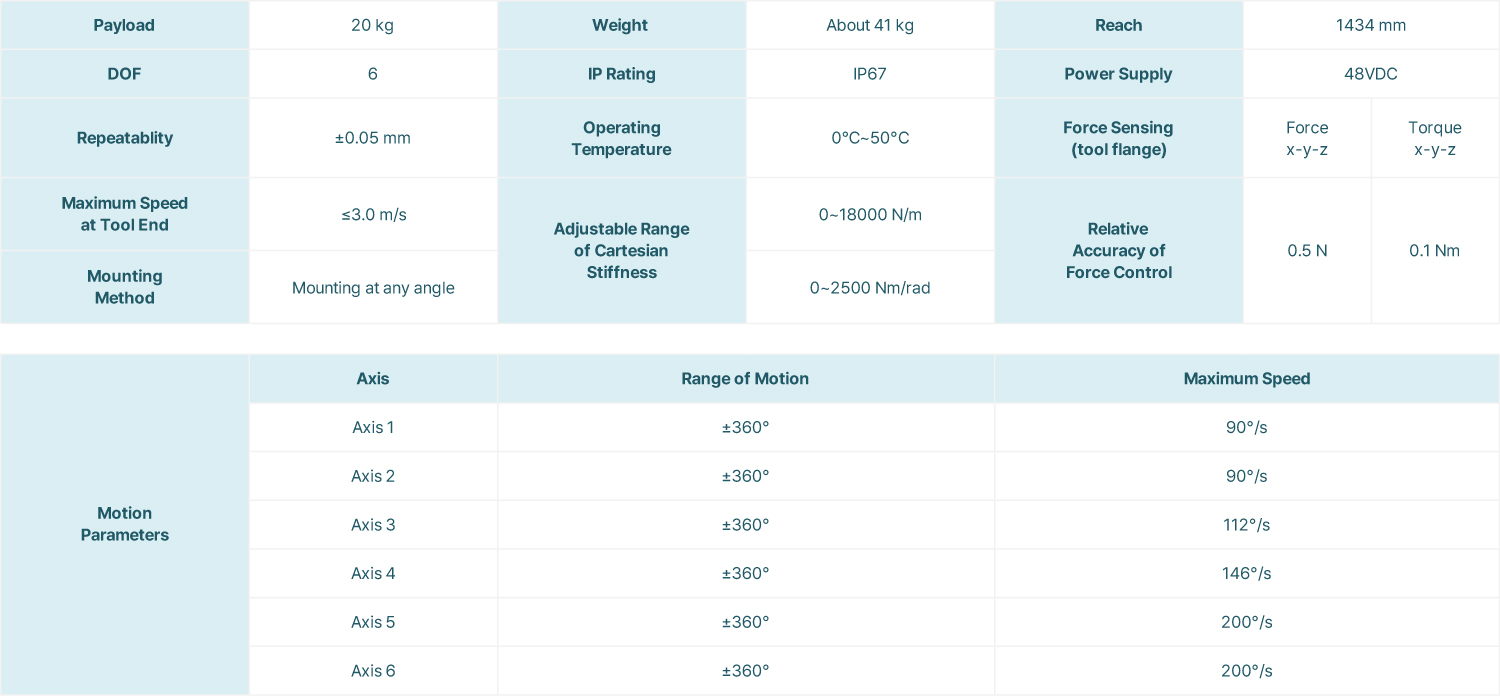 Payload
20 kg
Weight
About 41 kg
Reach
1434 mm
DOF
6
IP Rating
IP67
Power Supply
48VDC
Repeatablity
±0.05 mm
Operating
Temperature
0°C~50°C
Force Sensing
(tool flange)
Force
x-y-z
Torque
x-y-z
Maximum Speed
at Tool End
≤3.0 m/s
Adjustable Range
of Cartesian
Stiffness
0~18000 N/m
Relative
Accuracy of
Force Control
0.5 N
0.1 Nm
Mounting
Method
Mounting at any angle
0~2500 Nm/rad
Motion
Parameters
Axis
Range of Motion
Maximum Speed
Axis 1
±360°
90°/s
Axis 2
±360°
90°/s
Axis 3
±360°
112°/s
Axis 4
±360°
146°/s
Axis 5
±360°
200°/s
Axis 6
±360°
200°/s